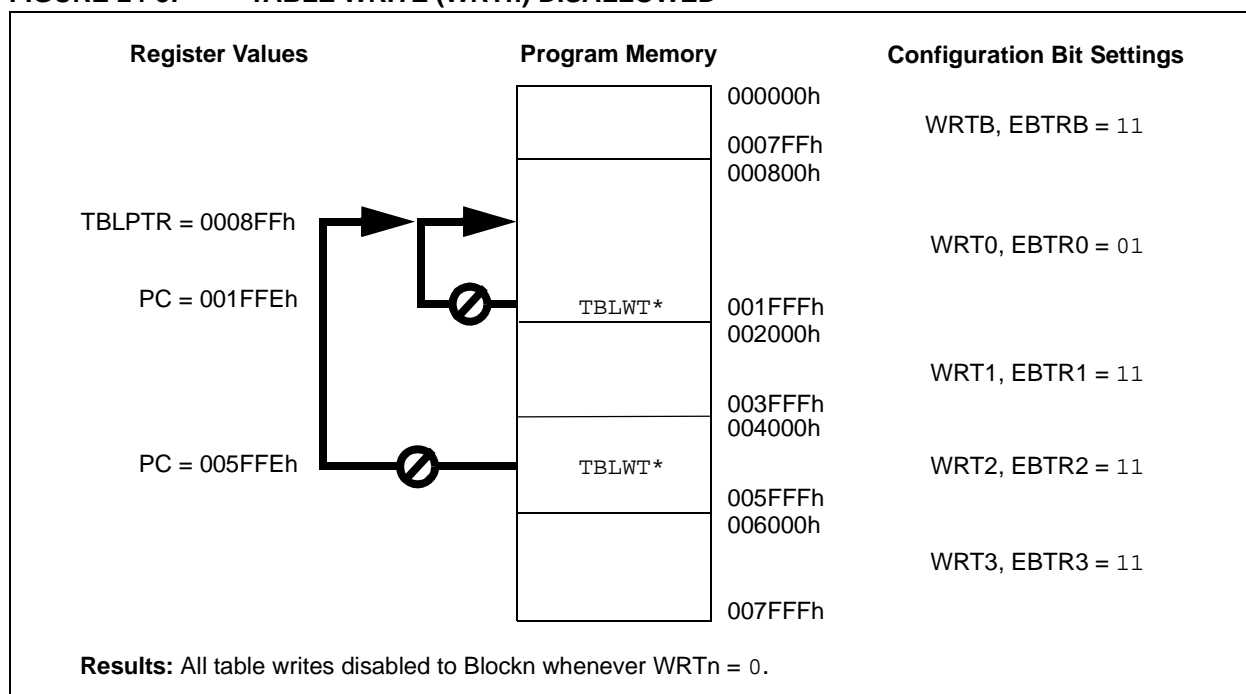 Register Values Program Memory Configuration Bit Settings
000000h
WRTB, EBTRB = 11
0007FFh
000800h
TBLPTR = 0008FFh
WRT0, EBTR0 = 01
PC = 001FFEh TBLWT* 001FFFh
002000h
WRT1, EBTR1 = 11
003FFFh
004000h
PC = 005FFEh TBLWT* WRT2, EBTR2 = 11
005FFFh
006000h
WRT3, EBTR3 = 11
007FFFh
Results: All table writes disabled to Blockn whenever WRTn = 0.